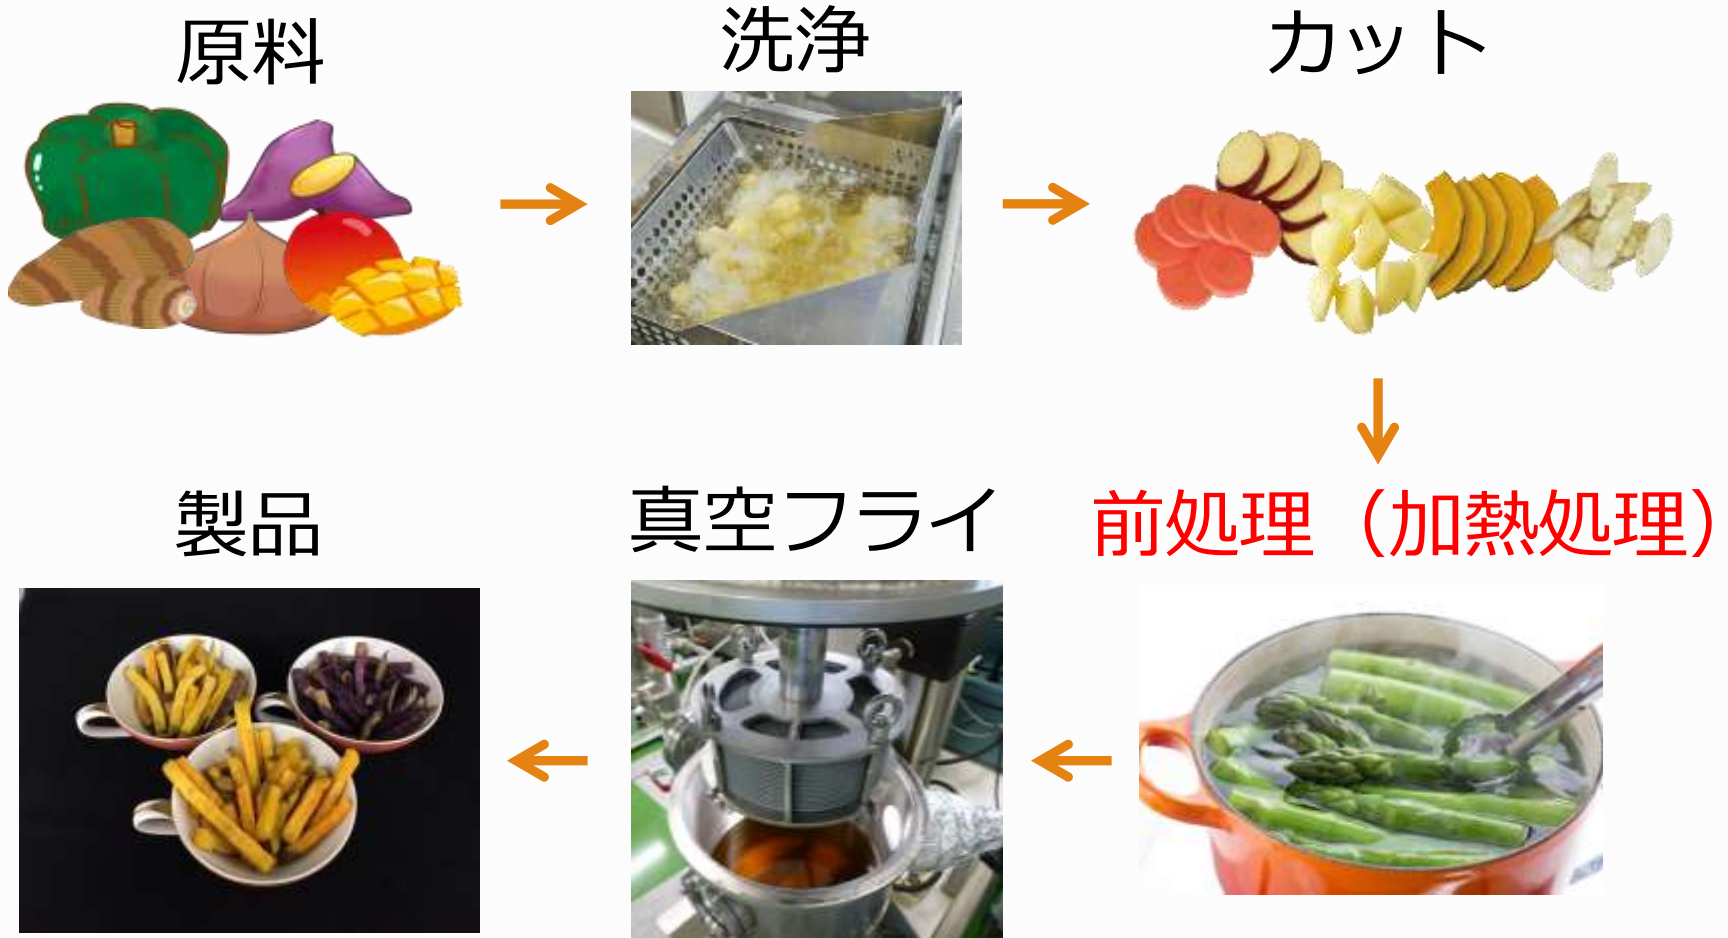 原料
洗浄
カット
前処理（加熱処理）
真空フライ
製品